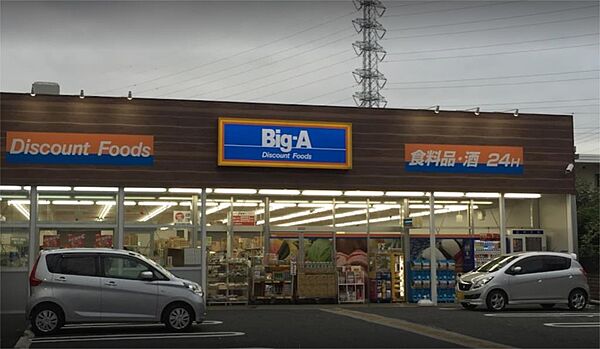 Discount Foods
Big-A
Discount Foods
食料品・酒 24H